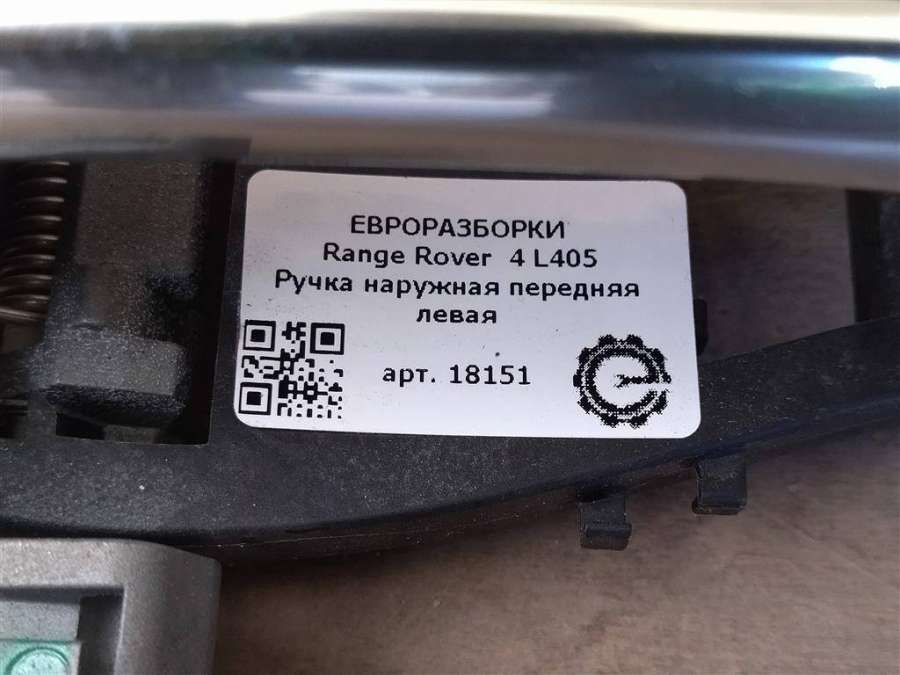 ЕВРОРАЗБОРКИ
Range Rover 4 L405
Ручка наружная передняя
левая
арт. 18151